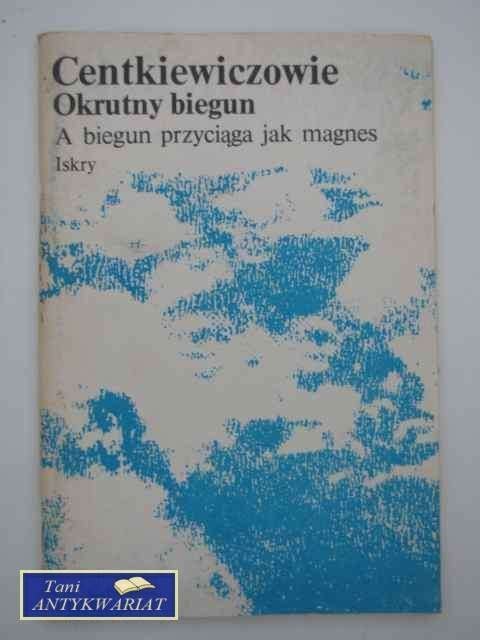 Centkiewiczowie
Okrutny biegun
A biegun przyciąga jak magnes
Iskry
Tani
ANTYKWARIAT